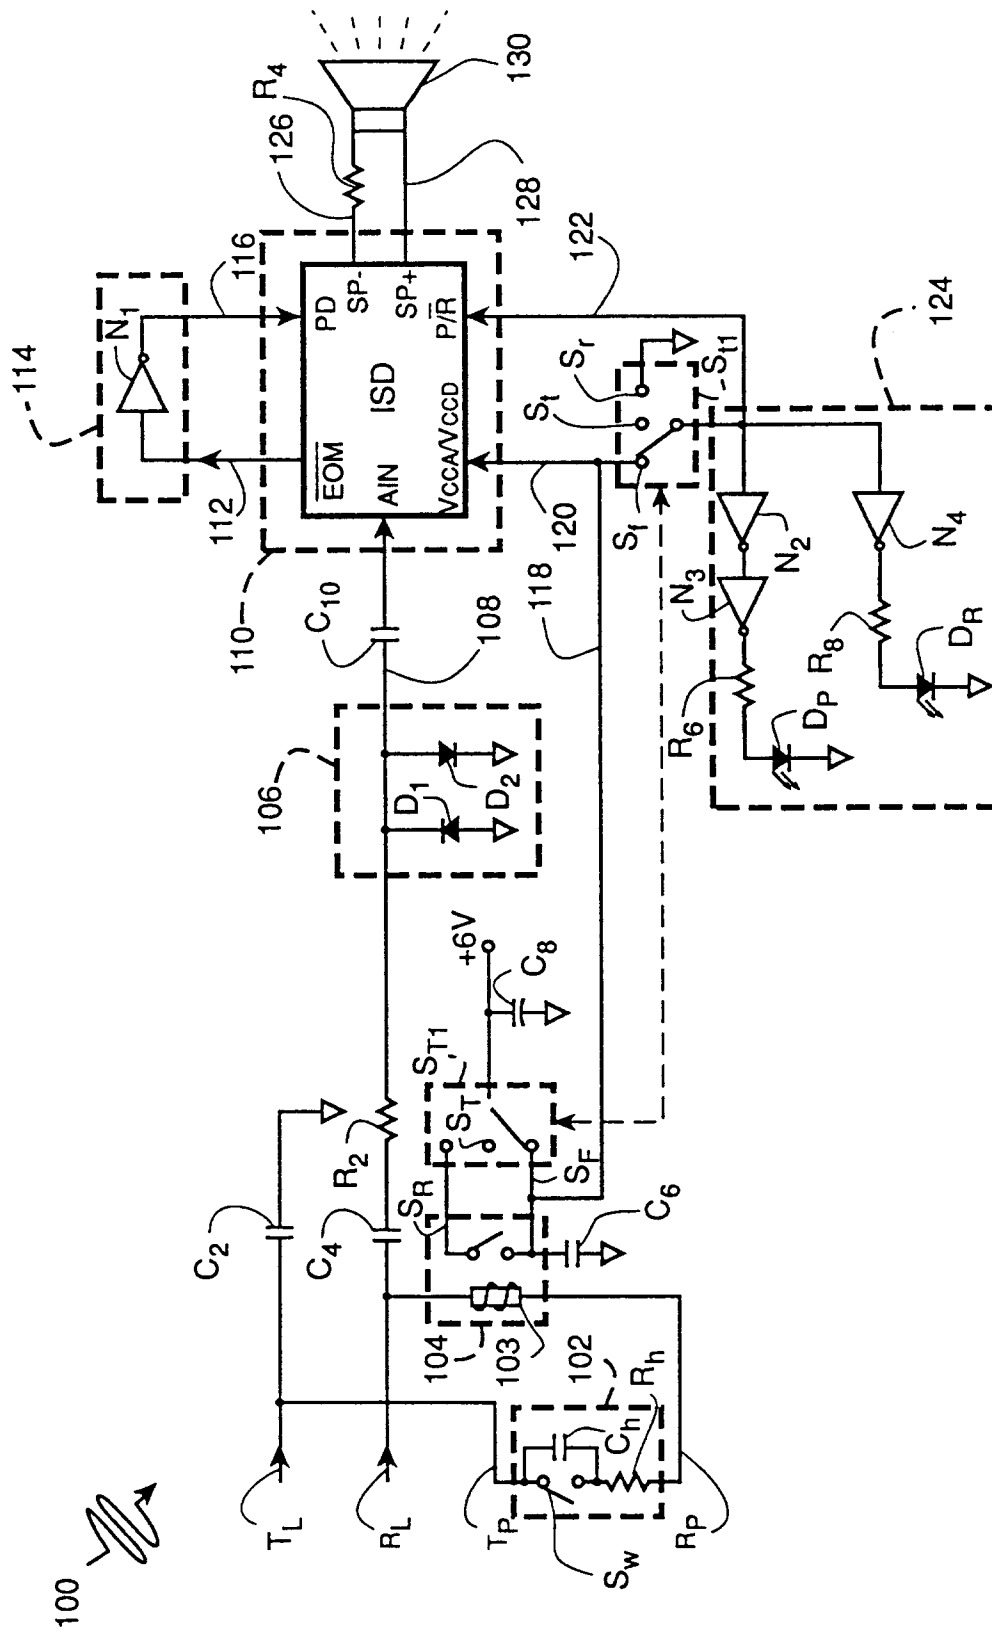 100
T_L
R_L
T_P
S_w
R_P
R_h
C_h
102
103
104
C_2
C_4
R_2
S_R
S_T
S_T1
S_F
C_6
+6V
C_8
106
D_1
D_2
C_10
108
110
112
114
N_1
116
EOM
PD
AIN
ISD
SP-
SP+
P/R
VCCA/VCCD
126
R_4
128
130
118
120
122
S_f
S_t
S_r
S_t1
124
N_2
N_3
N_4
R_6
R_8
D_P
D_R